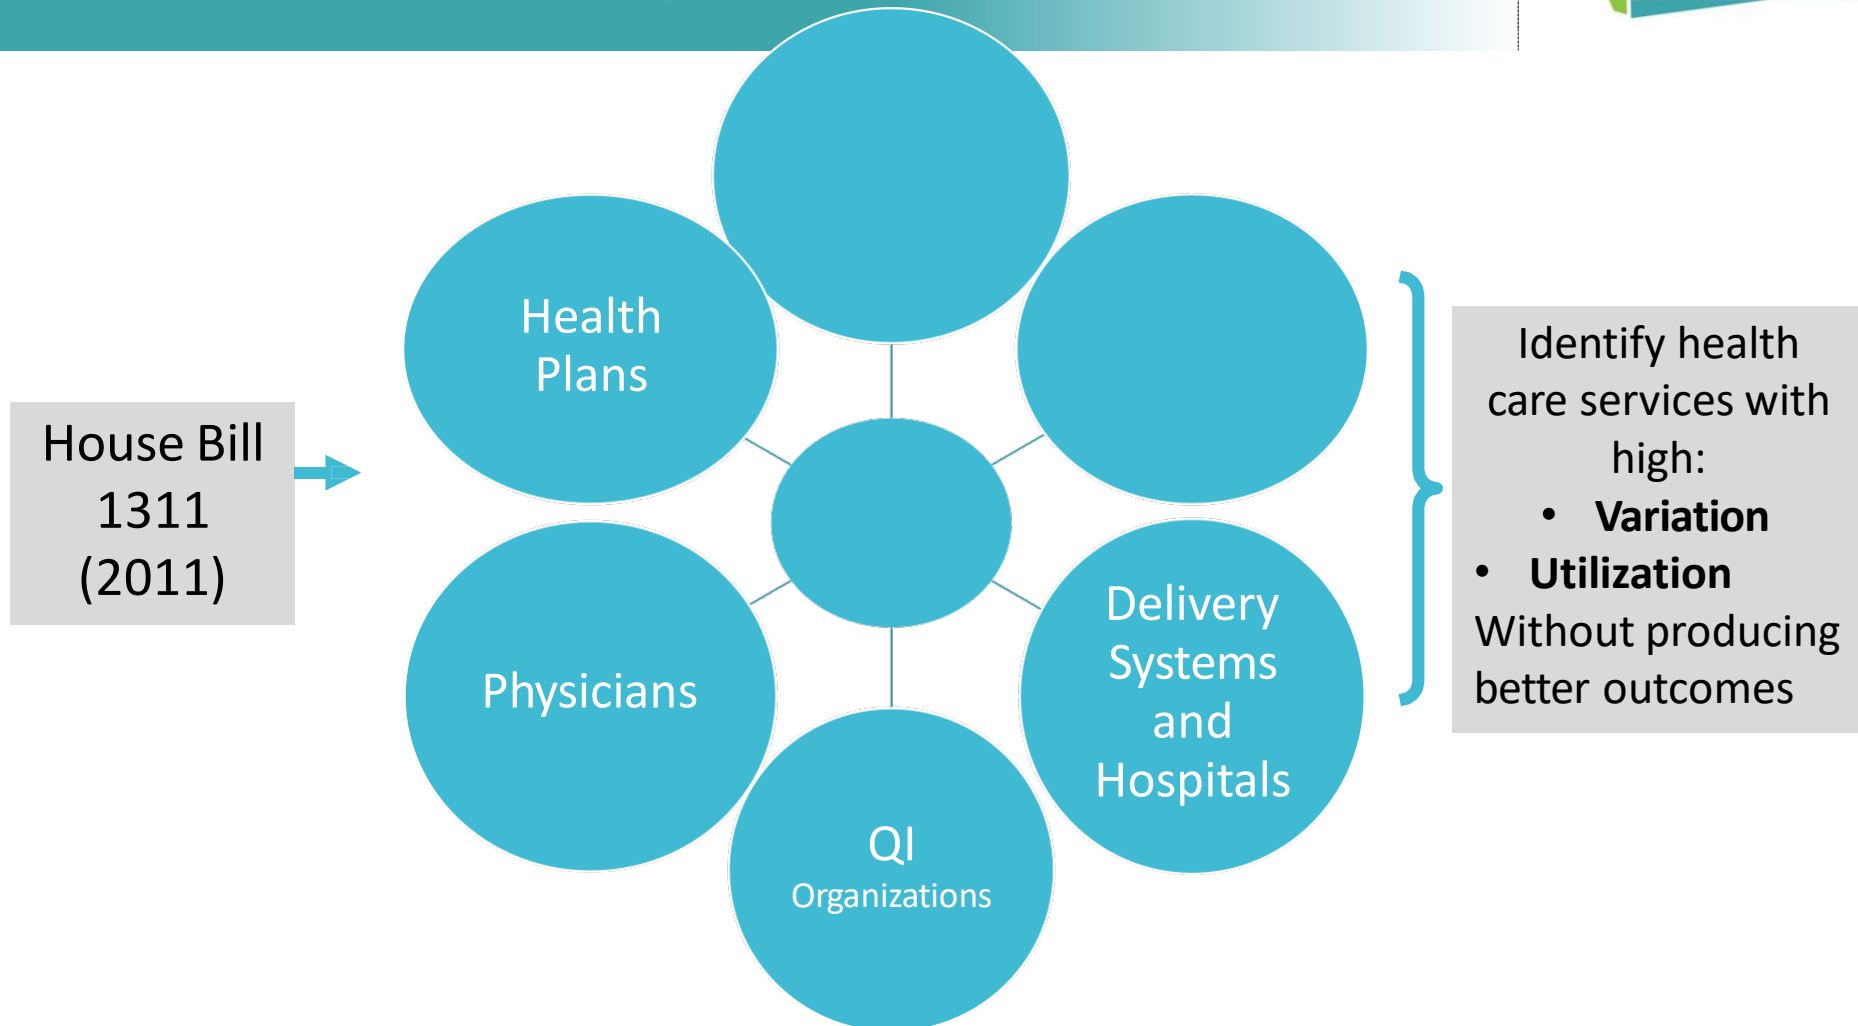 House Bill
1311
(2011)
Health
Plans
Physicians
QI
Organizations
Delivery
Systems
and
Hospitals
Identify health
care services with
high:
• Variation
• Utilization
Without producing
better outcomes